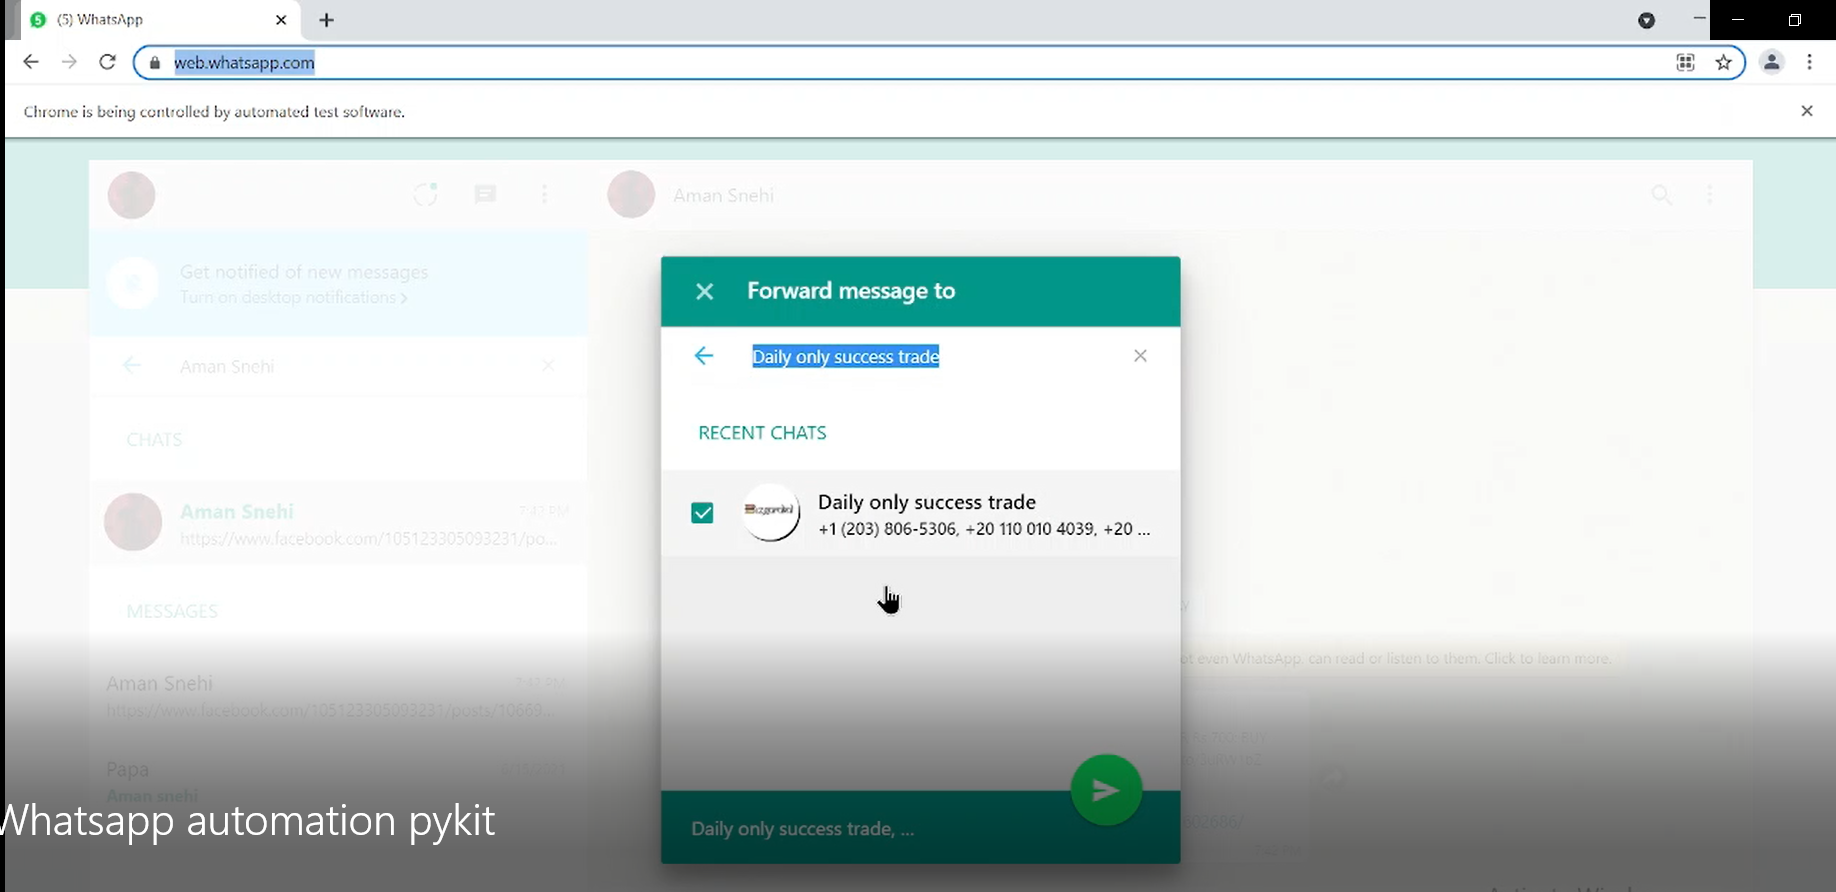 (5) WhatsApp
web.whatsapp.com
Chrome is being controlled by automated test software.
Aman Snehi
Get notified of new messages
Turn on desktop notifications
Aman Snehi
CHATS
Aman Snehi 7:42 PM
https://www.facebook.com/105123305093231/po...
MESSAGES
Aman Snehi 7:42 PM
https://www.facebook.com/105123305093231/posts/10669...
Papa
Aman snehi
Forward message to
Daily only success trade
RECENT CHATS
Daily only success trade
+1 (203) 806-5306, +20 110 010 4039, +20 ...
even WhatsApp, can read or listen to them. Click to learn more.
602686/
Daily only success trade, ...
Whatsapp automation pykit